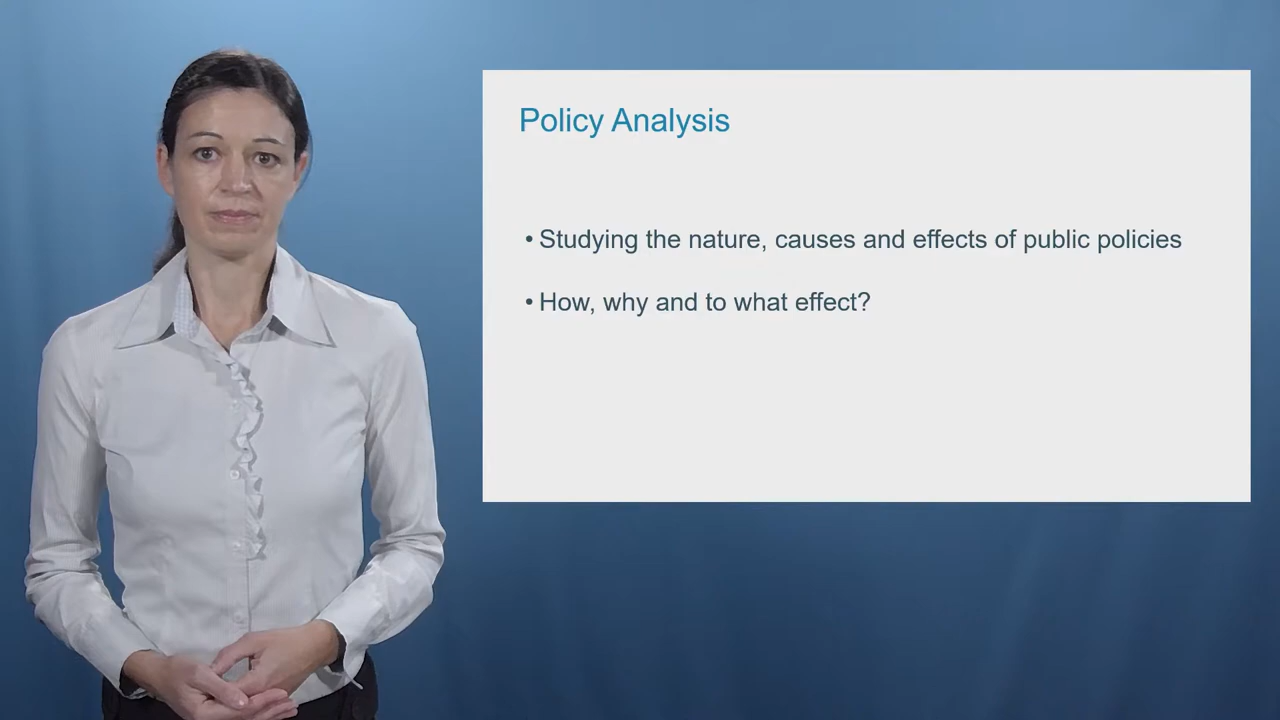 Policy Analysis
• Studying the nature, causes and effects of public policies
• How, why and to what effect?